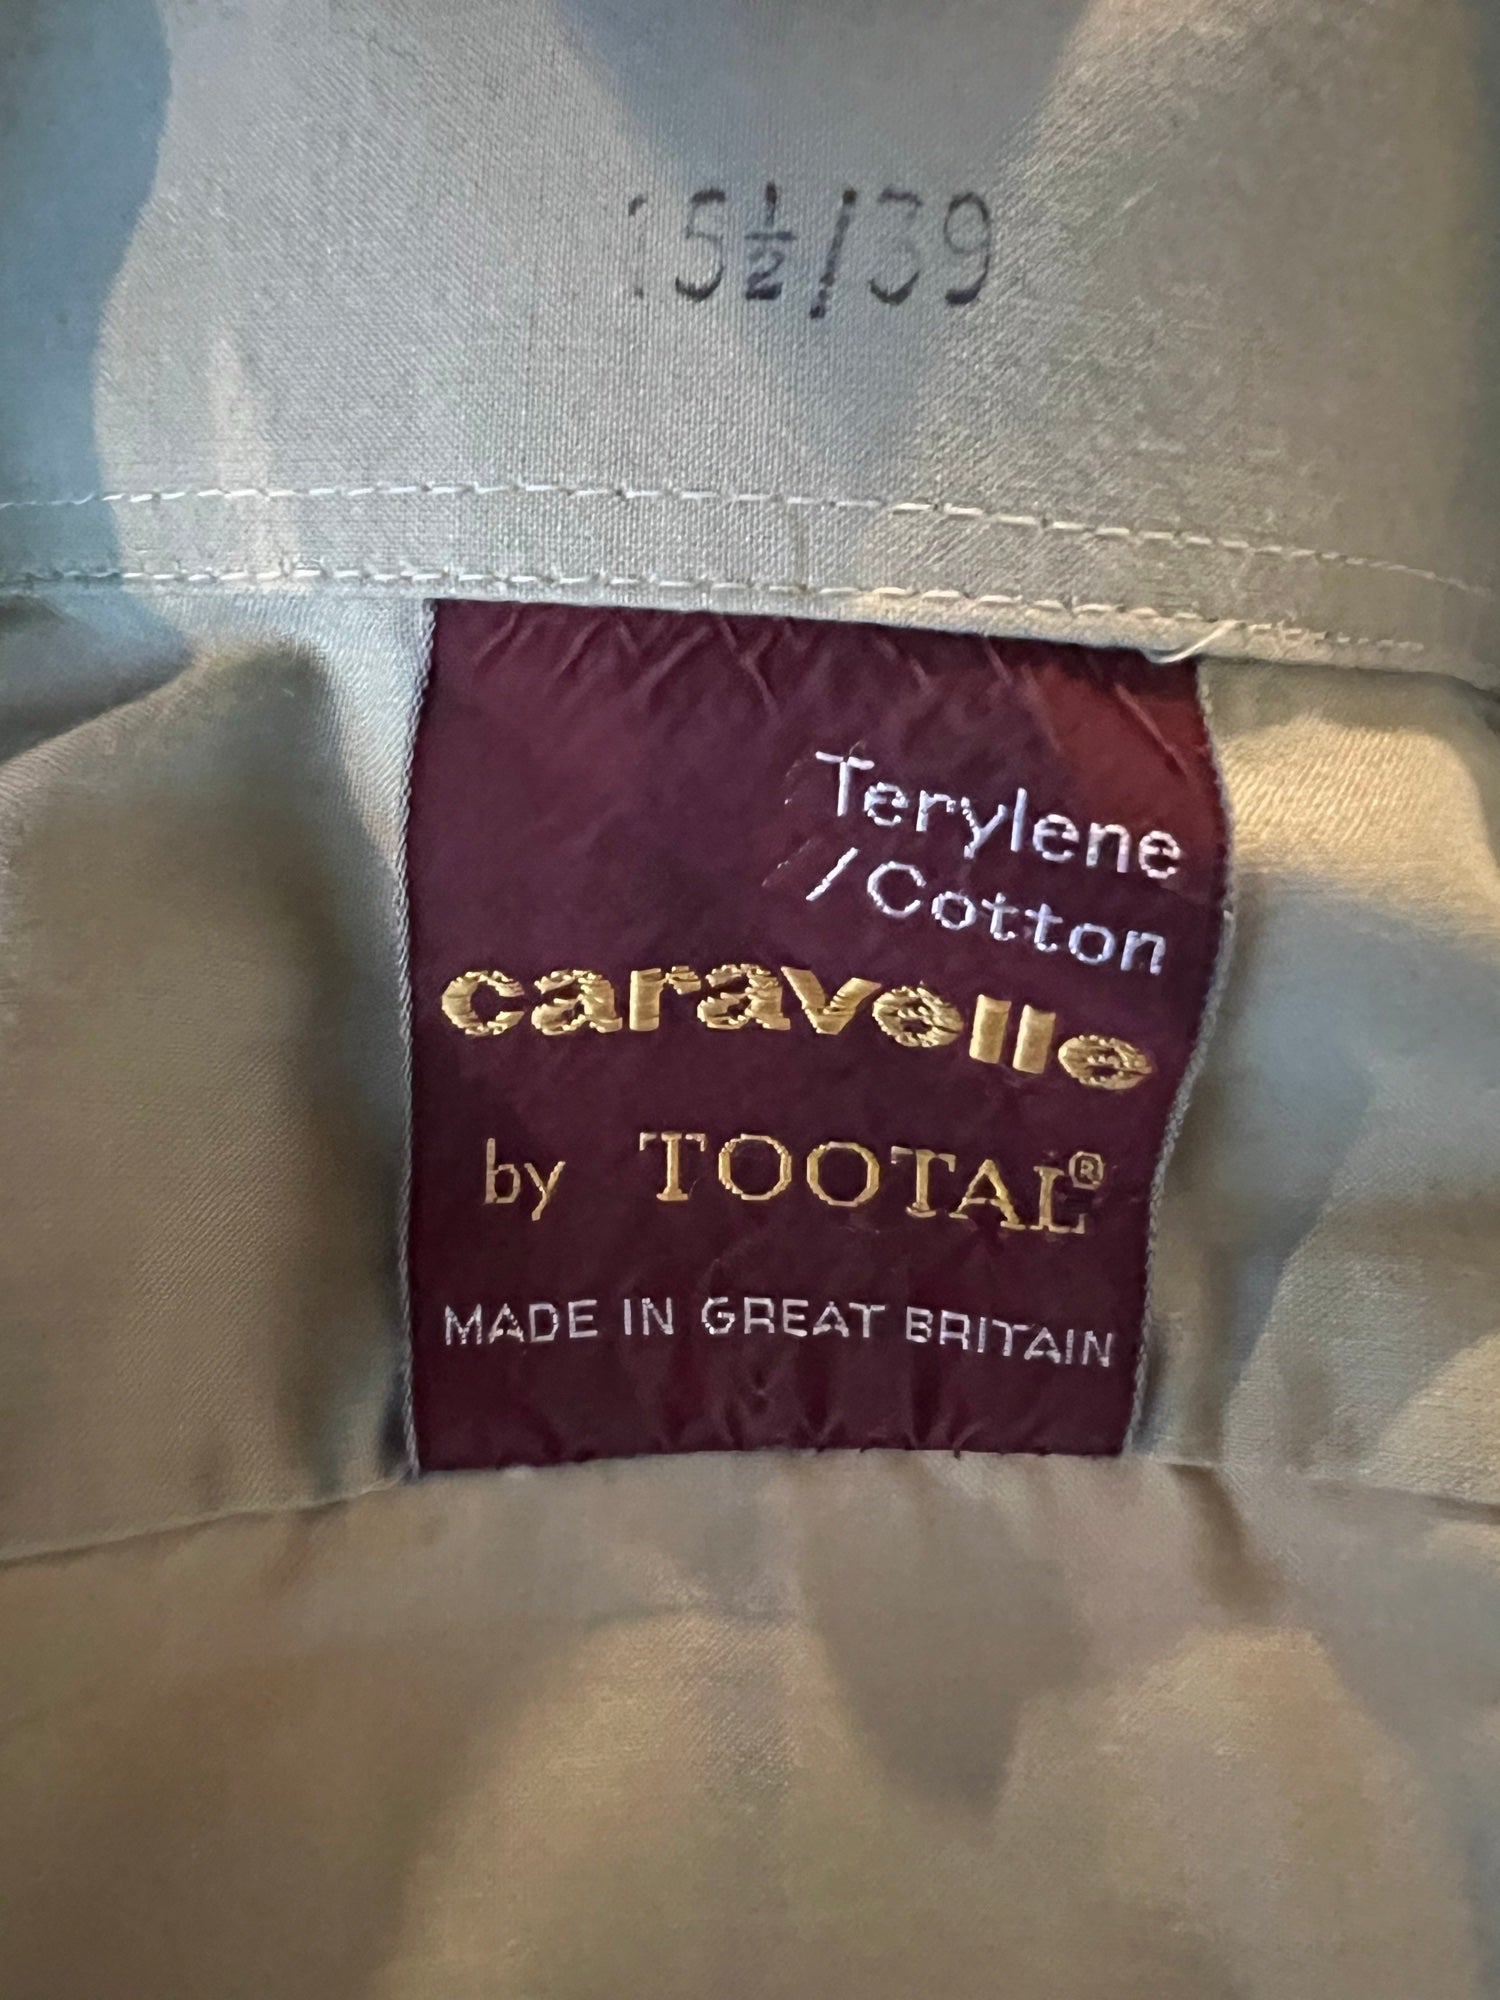 15½/39
Terylene
/Cotton
caravelle
by TOOTAL®
MADE IN GREAT BRITAIN